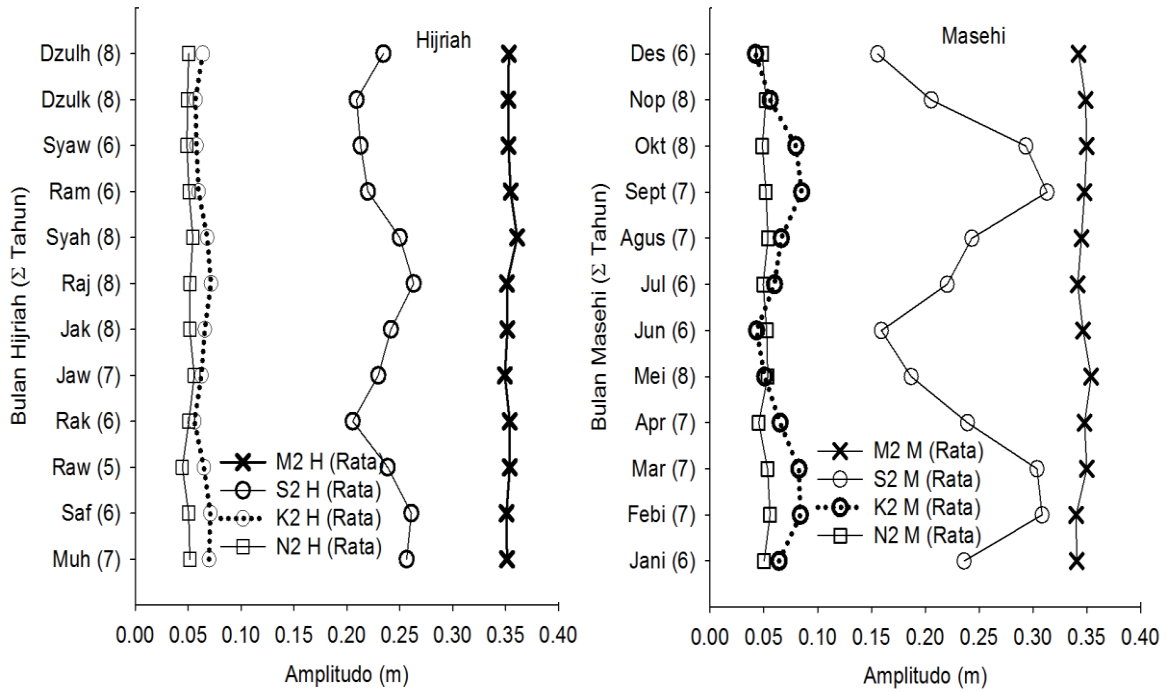 Hijriah
Bulan Hijriah (Σ Tahun)
Dzulh (8)
Dzulk (8)
Syaw (6)
Ram (6)
Syah (8)
Raj (8)
Jak (8)
Jaw (7)
Rak (6)
Raw (5)
Saf (6)
Muh (7)
M2 H (Rata)
S2 H (Rata)
K2 H (Rata)
N2 H (Rata)
0.00 0.05 0.10 0.15 0.20 0.25 0.30 0.35 0.40
Amplitudo (m)
Masehi
Bulan Masehi (Σ Tahun)
Des (6)
Nop (8)
Okt (8)
Sept (7)
Agus (7)
Jul (6)
Jun (6)
Mei (8)
Apr (7)
Mar (7)
Febi (7)
Jani (6)
M2 M (Rata)
S2 M (Rata)
K2 M (Rata)
N2 M (Rata)
0.00 0.05 0.10 0.15 0.20 0.25 0.30 0.35 0.40
Amplitudo (m)